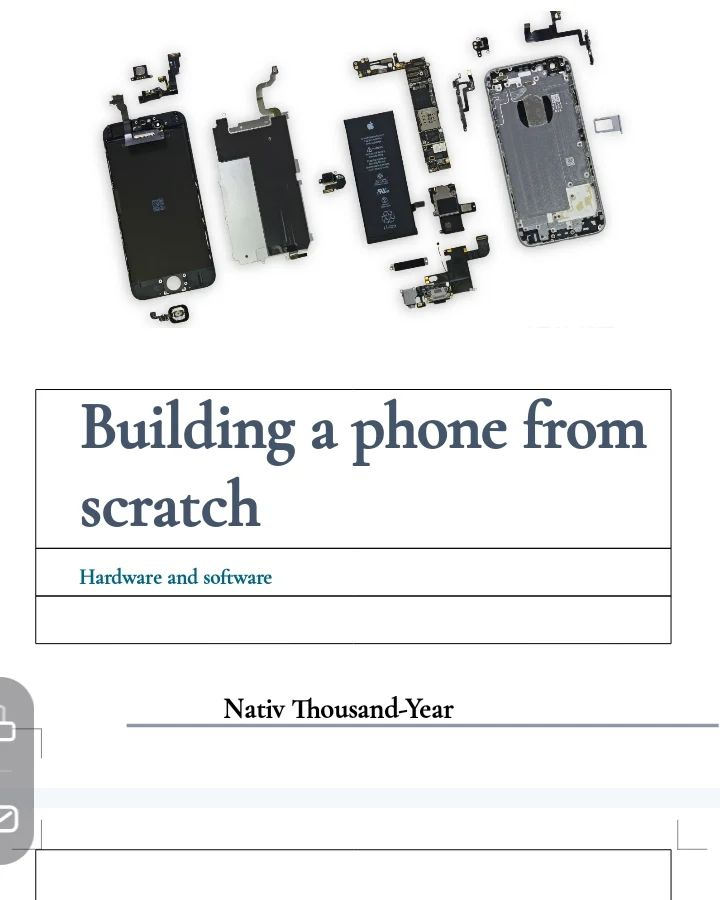 Building a phone from
scratch
Hardware and software
Nativ Thousand-Year